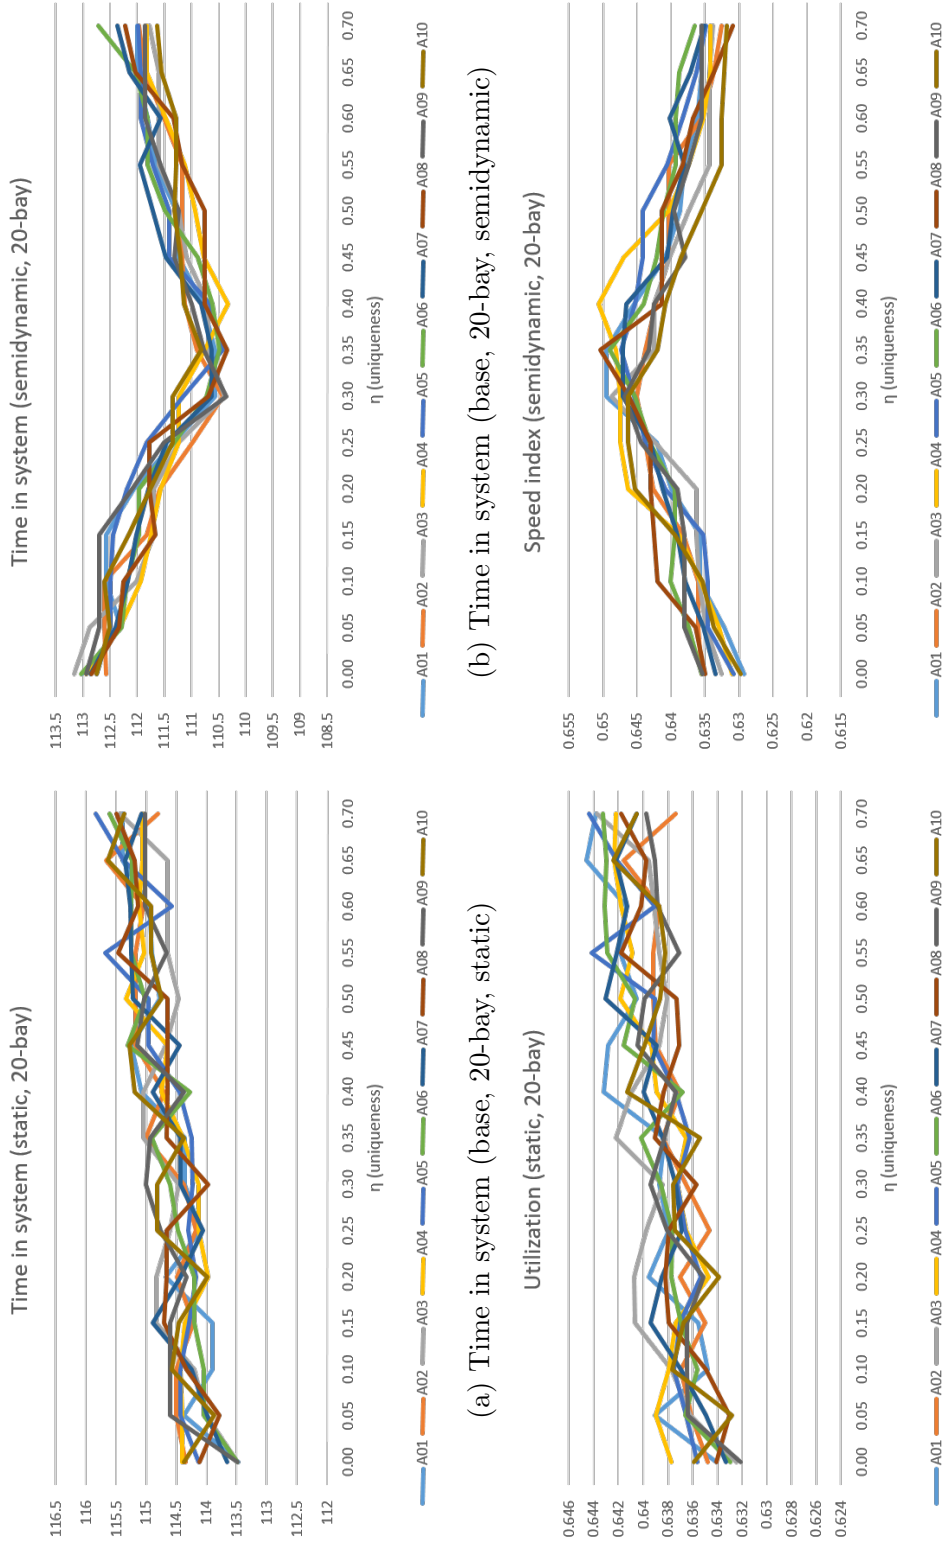 Time in system (static, 20-bay)
116.5
116
115.5
115
114.5
114
113.5
113
112.5
112
0.00 0.05 0.10 0.15 0.20 0.25 0.30 0.35 0.40 0.45 0.50 0.55 0.60 0.65 0.70
η (uniqueness)
A01 A02 A03 A04 A05 A06 A07 A08 A09 A10
(a) Time in system (base, 20-bay, static)
Time in system (semidynamic, 20-bay)
113.5
113
112.5
112
111.5
111
110.5
110
109.5
109
108.5
0.00 0.05 0.10 0.15 0.20 0.25 0.30 0.35 0.40 0.45 0.50 0.55 0.60 0.65 0.70
η (uniqueness)
A01 A02 A03 A04 A05 A06 A07 A08 A09 A10
(b) Time in system (base, 20-bay, semidynamic)
Utilization (static, 20-bay)
0.646
0.644
0.642
0.64
0.638
0.636
0.634
0.632
0.63
0.628
0.626
0.624
0.00 0.05 0.10 0.15 0.20 0.25 0.30 0.35 0.40 0.45 0.50 0.55 0.60 0.65 0.70
η (uniqueness)
A01 A02 A03 A04 A05 A06 A07 A08 A09 A10
Speed index (semidynamic, 20-bay)
0.655
0.65
0.645
0.64
0.635
0.63
0.625
0.62
0.615
0.00 0.05 0.10 0.15 0.20 0.25 0.30 0.35 0.40 0.45 0.50 0.55 0.60 0.65 0.70
η (uniqueness)
A01 A02 A03 A04 A05 A06 A07 A08 A09 A10